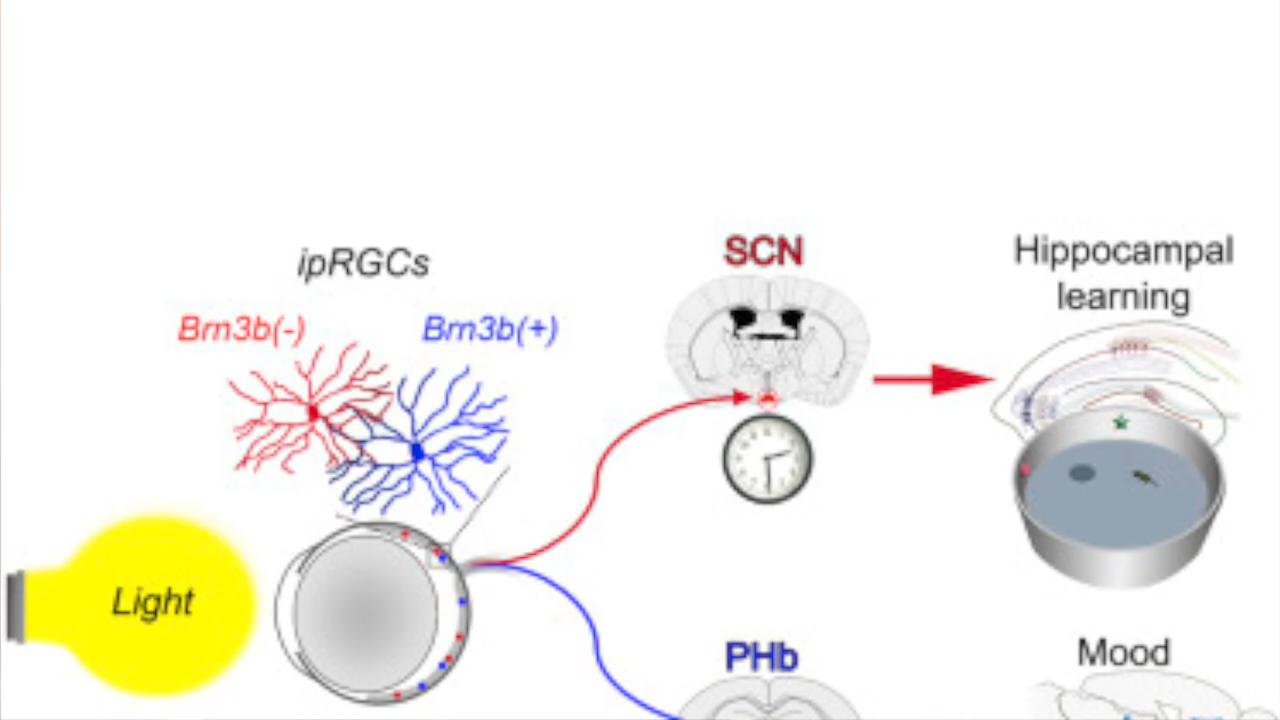 ipRGCs
Brn3b(-)
Brn3b(+)
SCN
Hippocampal
learning
Light
PHb
Mood